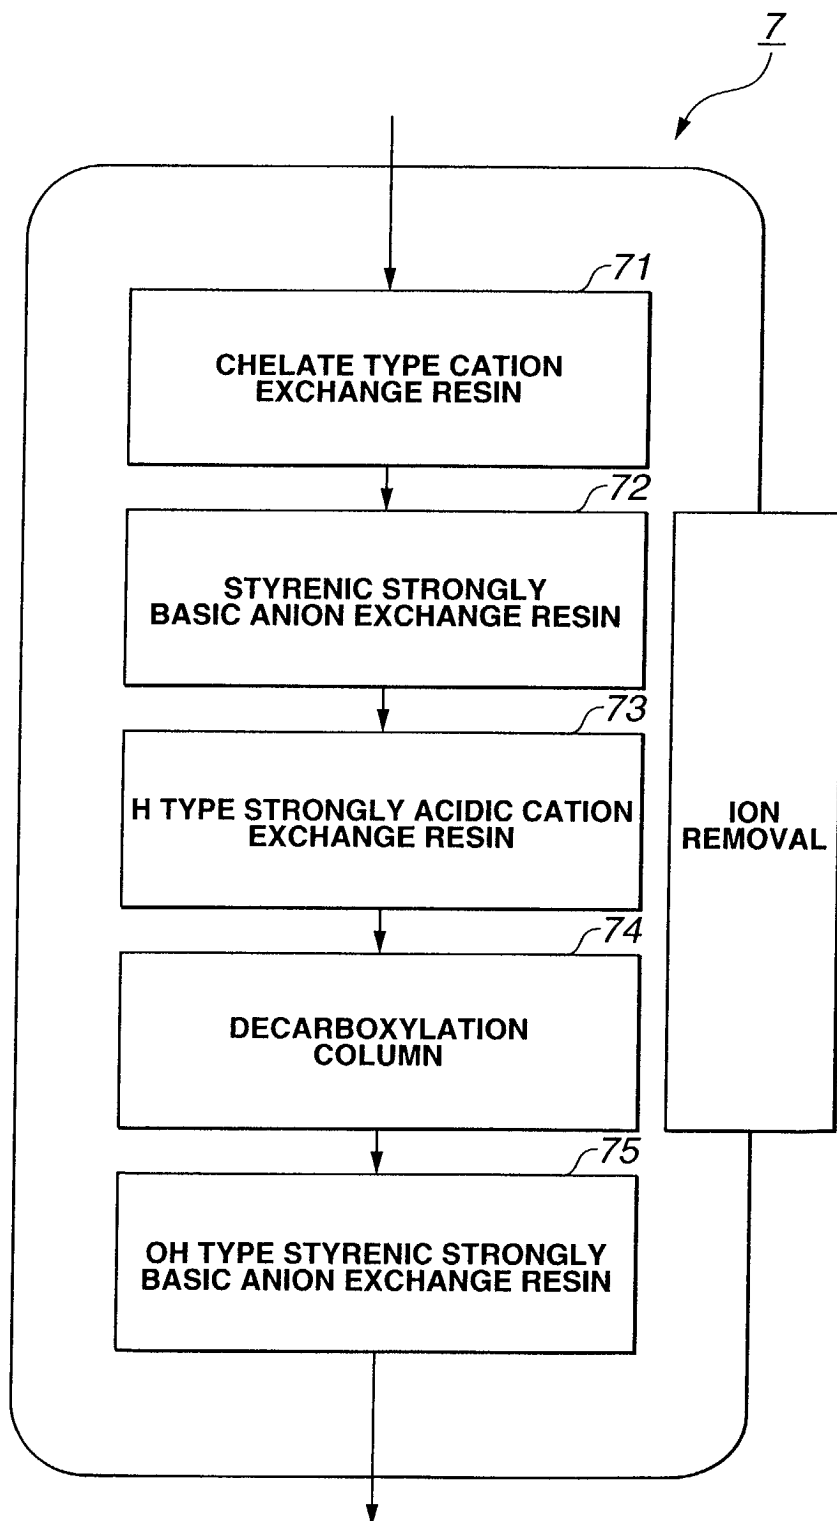 7
71
CHELATE TYPE CATION
EXCHANGE RESIN
72
STYRENIC STRONGLY
BASIC ANION EXCHANGE RESIN
73
H TYPE STRONGLY ACIDIC CATION
EXCHANGE RESIN
ION
REMOVAL
74
DECARBOXYLATION
COLUMN
75
OH TYPE STYRENIC STRONGLY
BASIC ANION EXCHANGE RESIN